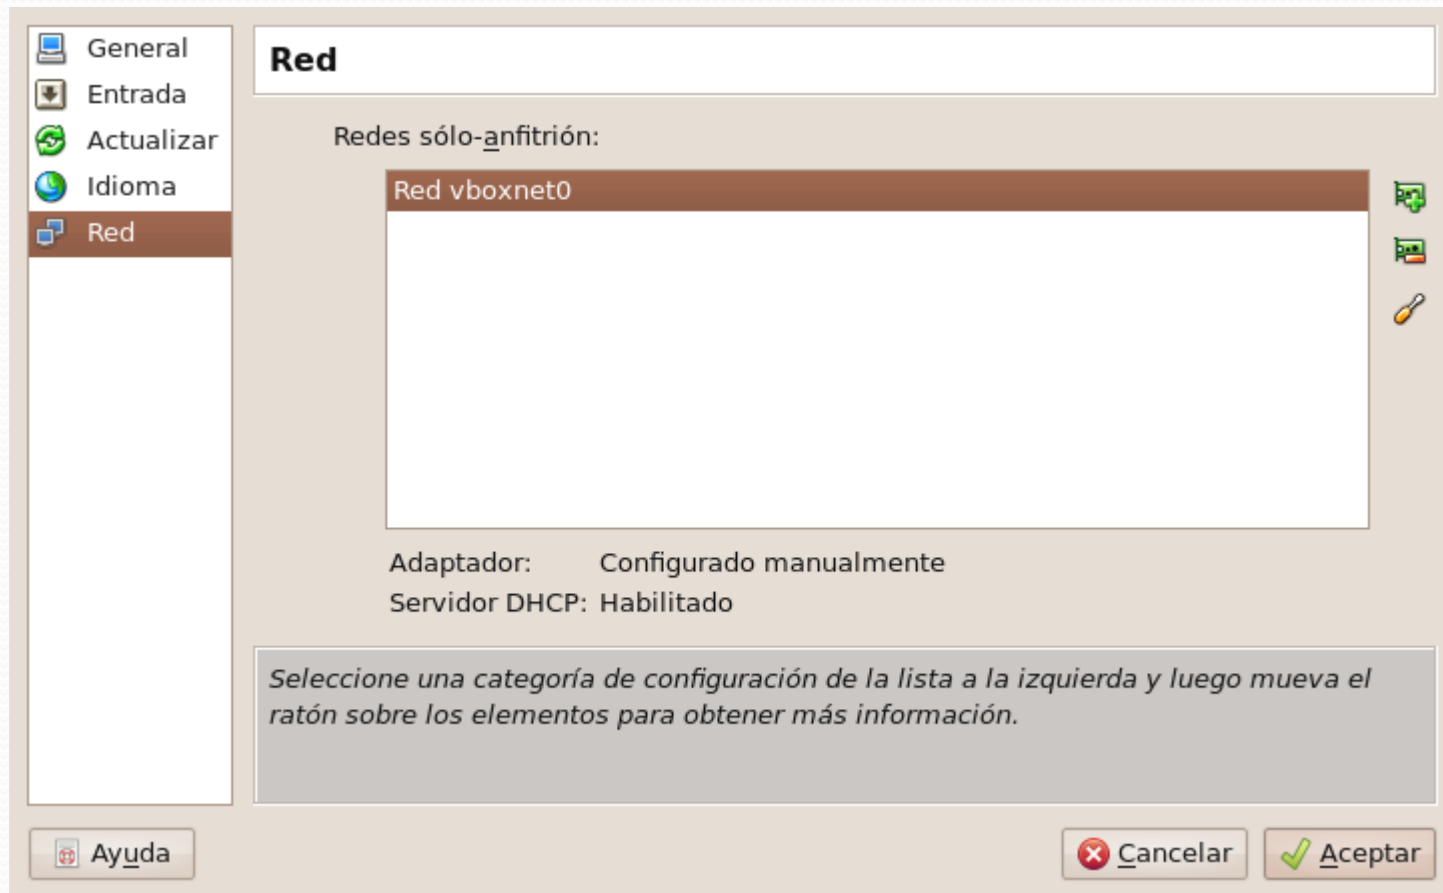 General
Entrada
Actualizar
Idioma
Red
Red
Redes sólo-anfitrión:
Red vboxnet0
Adaptador: Configurado manualmente
Servidor DHCP: Habilitado
Seleccione una categoría de configuración de la lista a la izquierda y luego mueva el
ratón sobre los elementos para obtener más información.
Ayuda
Cancelar
Aceptar